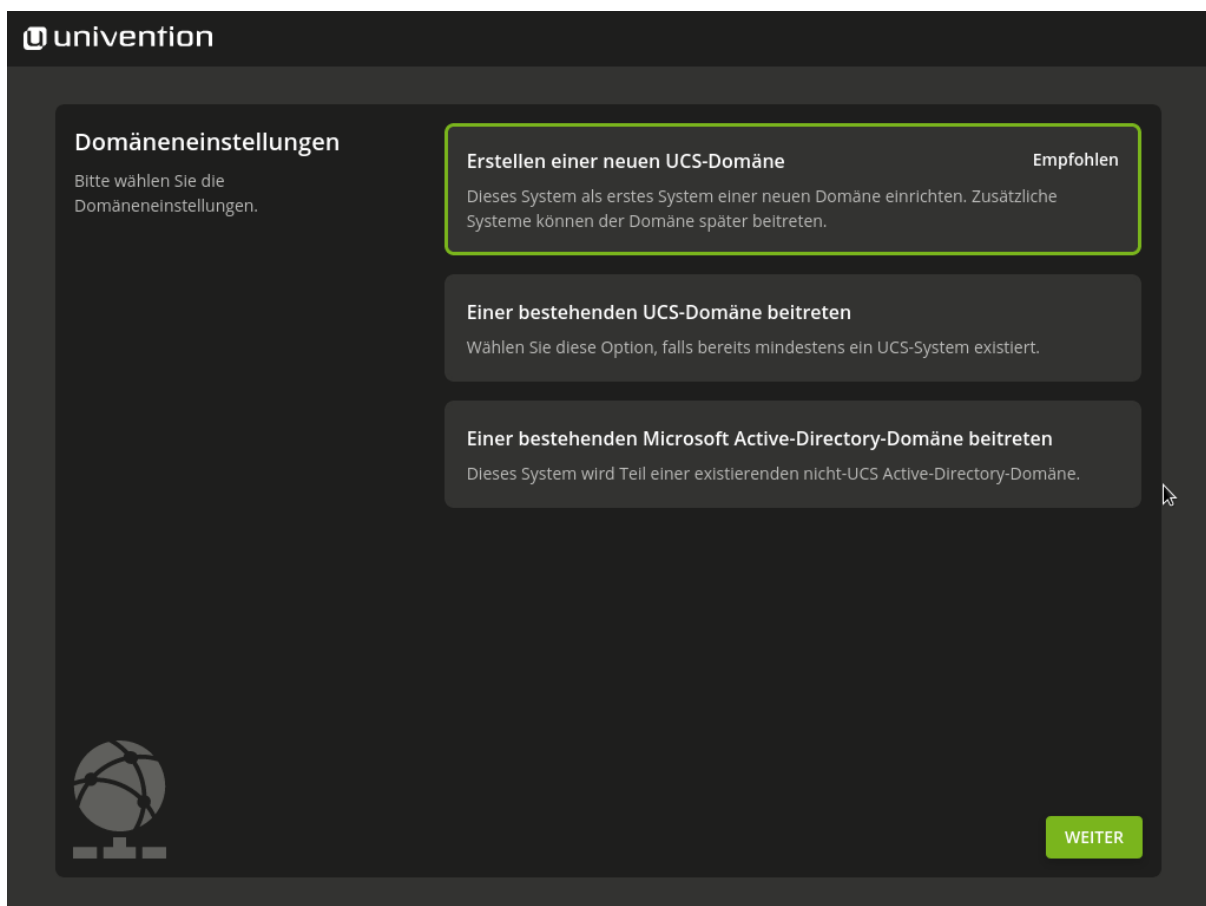 univention
Domäneneinstellungen
Bitte wählen Sie die
Domäneneinstellungen.
Erstellen einer neuen UCS-Domäne
Empfohlen
Dieses System als erstes System einer neuen Domäne einrichten. Zusätzliche
Systeme können der Domäne später beitreten.
Einer bestehenden UCS-Domäne beitreten
Wählen Sie diese Option, falls bereits mindestens ein UCS-System existiert.
Einer bestehenden Microsoft Active-Directory-Domäne beitreten
Dieses System wird Teil einer existierenden nicht-UCS Active-Directory-Domäne.
WEITER